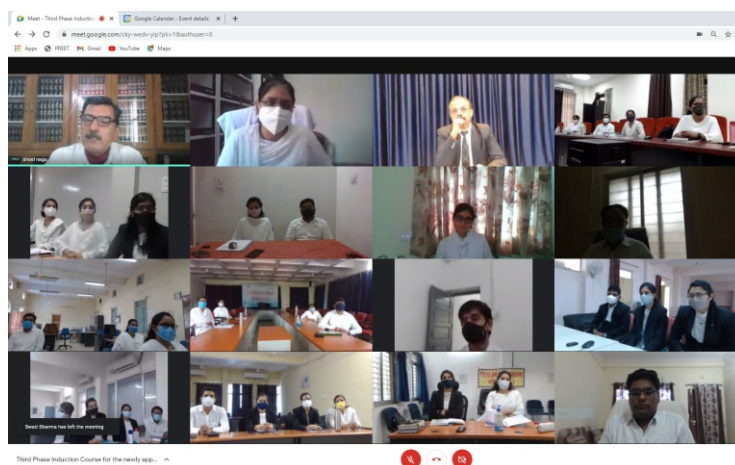 Meet - Third Phase Induction
Google Calendar - Event details
meet.google.com/cky-wedv-yip?pli=1&authuser=0
Apps
PREET
Gmail
YouTube
Maps
sheel nagu
Swati Sharma has left the meeting
Third Phase Induction Course for the newly app...